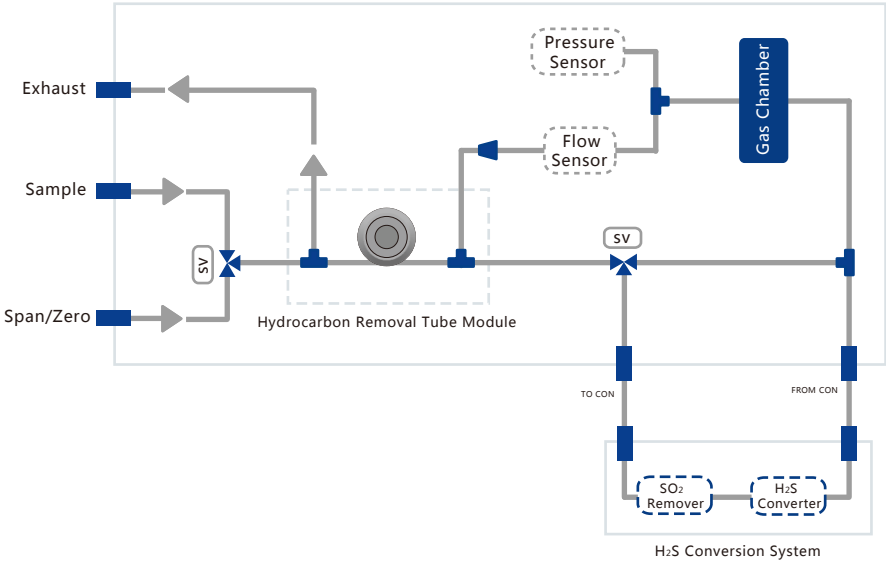 Pressure
Sensor
Gas Chamber
Exhaust
Flow
Sensor
Sample
SV
SV
Span/Zero
Hydrocarbon Removal Tube Module
TO CON
FROM CON
SO2
Remover
H2S
Converter
H2S Conversion System